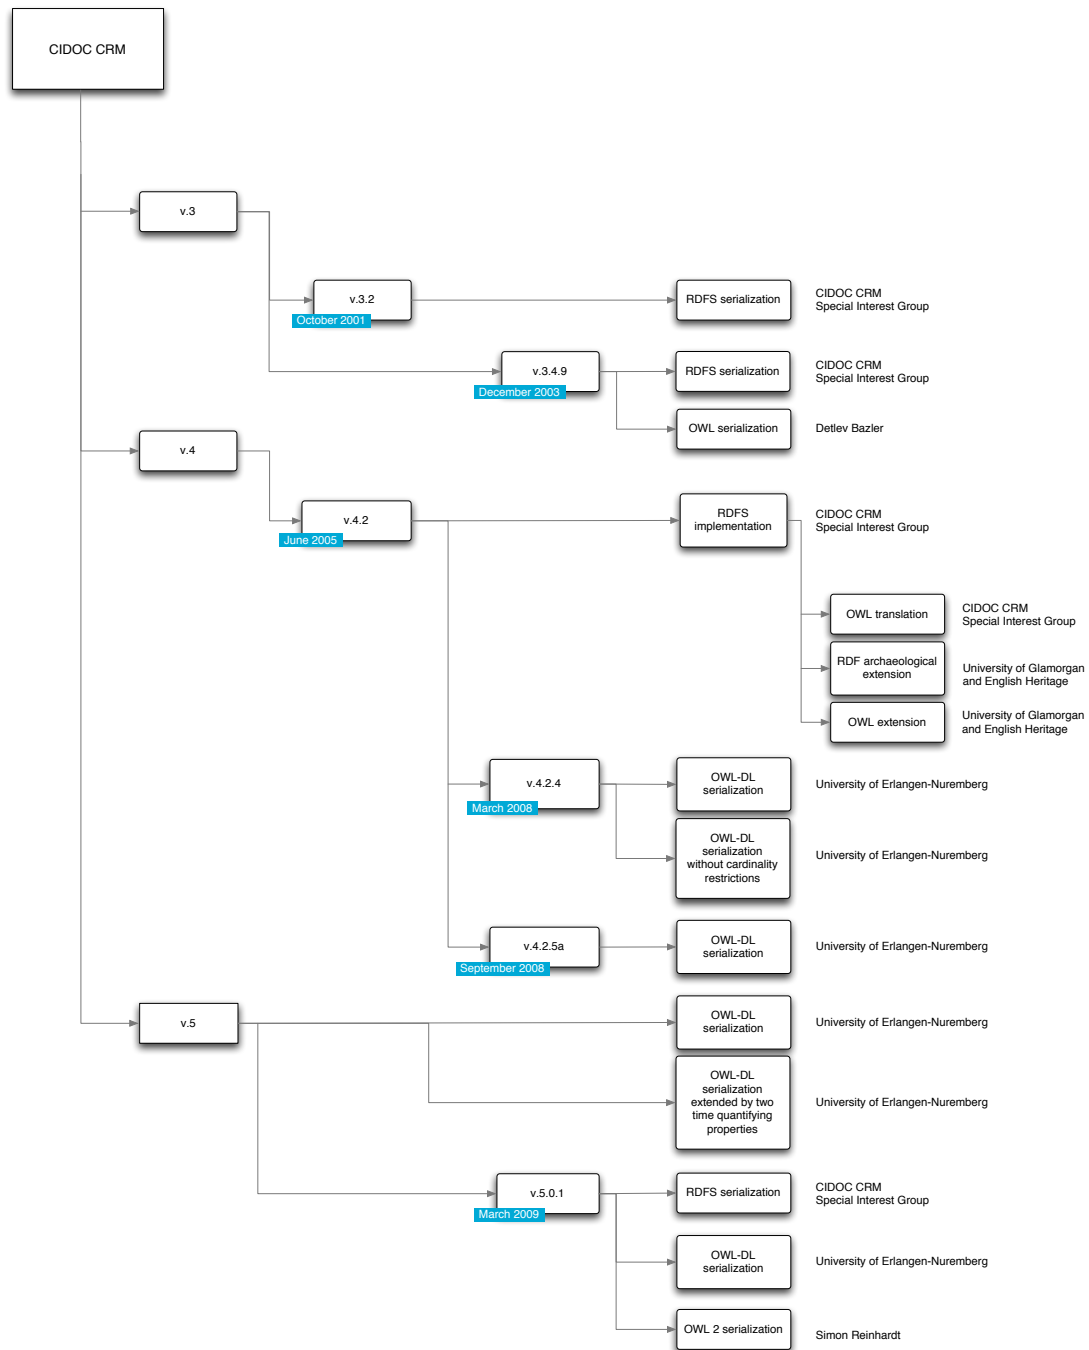 CIDOC CRM
v.3
v.3.2
October 2001
RDFS serialization
CIDOC CRM
Special Interest Group
v.3.4.9
December 2003
RDFS serialization
CIDOC CRM
Special Interest Group
OWL serialization
Detlev Bazler
v.4
v.4.2
June 2005
RDFS
implementation
CIDOC CRM
Special Interest Group
OWL translation
CIDOC CRM
Special Interest Group
RDF archaeological
extension
University of Glamorgan
and English Heritage
OWL extension
University of Glamorgan
and English Heritage
v.4.2.4
March 2008
OWL-DL
serialization
University of Erlangen-Nuremberg
OWL-DL
serialization
without cardinality
restrictions
University of Erlangen-Nuremberg
v.4.2.5a
September 2008
OWL-DL
serialization
University of Erlangen-Nuremberg
v.5
OWL-DL
serialization
University of Erlangen-Nuremberg
OWL-DL
serialization
extended by two
time quantifying
properties
University of Erlangen-Nuremberg
v.5.0.1
March 2009
RDFS serialization
CIDOC CRM
Special Interest Group
OWL-DL
serialization
University of Erlangen-Nuremberg
OWL 2 serialization
Simon Reinhardt